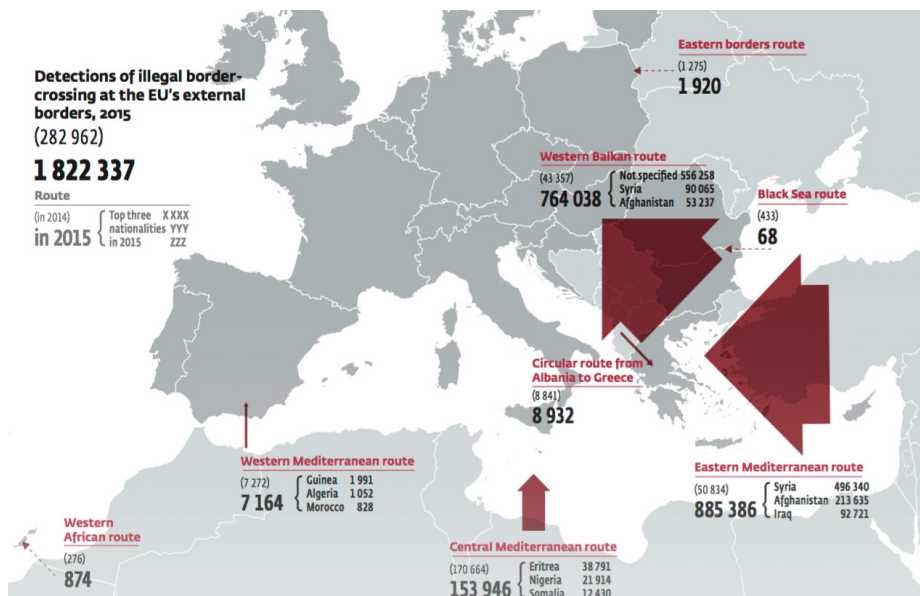 Detections of illegal border-
crossing at the EU's external
borders, 2015
(282 962)
1 822 337
Route
(in 2014)
in 2015
Top three X XXX
nationalities YYY
in 2015 ZZZ
Eastern borders route
(1 275)
1 920
Western Balkan route
(43 357)
764 038
Not specified 556 258
Syria 90 065
Afghanistan 53 237
Black Sea route
(433)
68
Circular route from
Albania to Greece
(8 841)
8 932
Western Mediterranean route
(7 272)
7 164
Guinea 1 991
Algeria 1 052
Morocco 828
Eastern Mediterranean route
(50 834)
885 386
Syria 496 340
Afghanistan 213 635
Iraq 92 721
Western
African route
(276)
874
Central Mediterranean route
(170 664)
153 946
Eritrea 38 791
Nigeria 21 914
Somalia 12 430